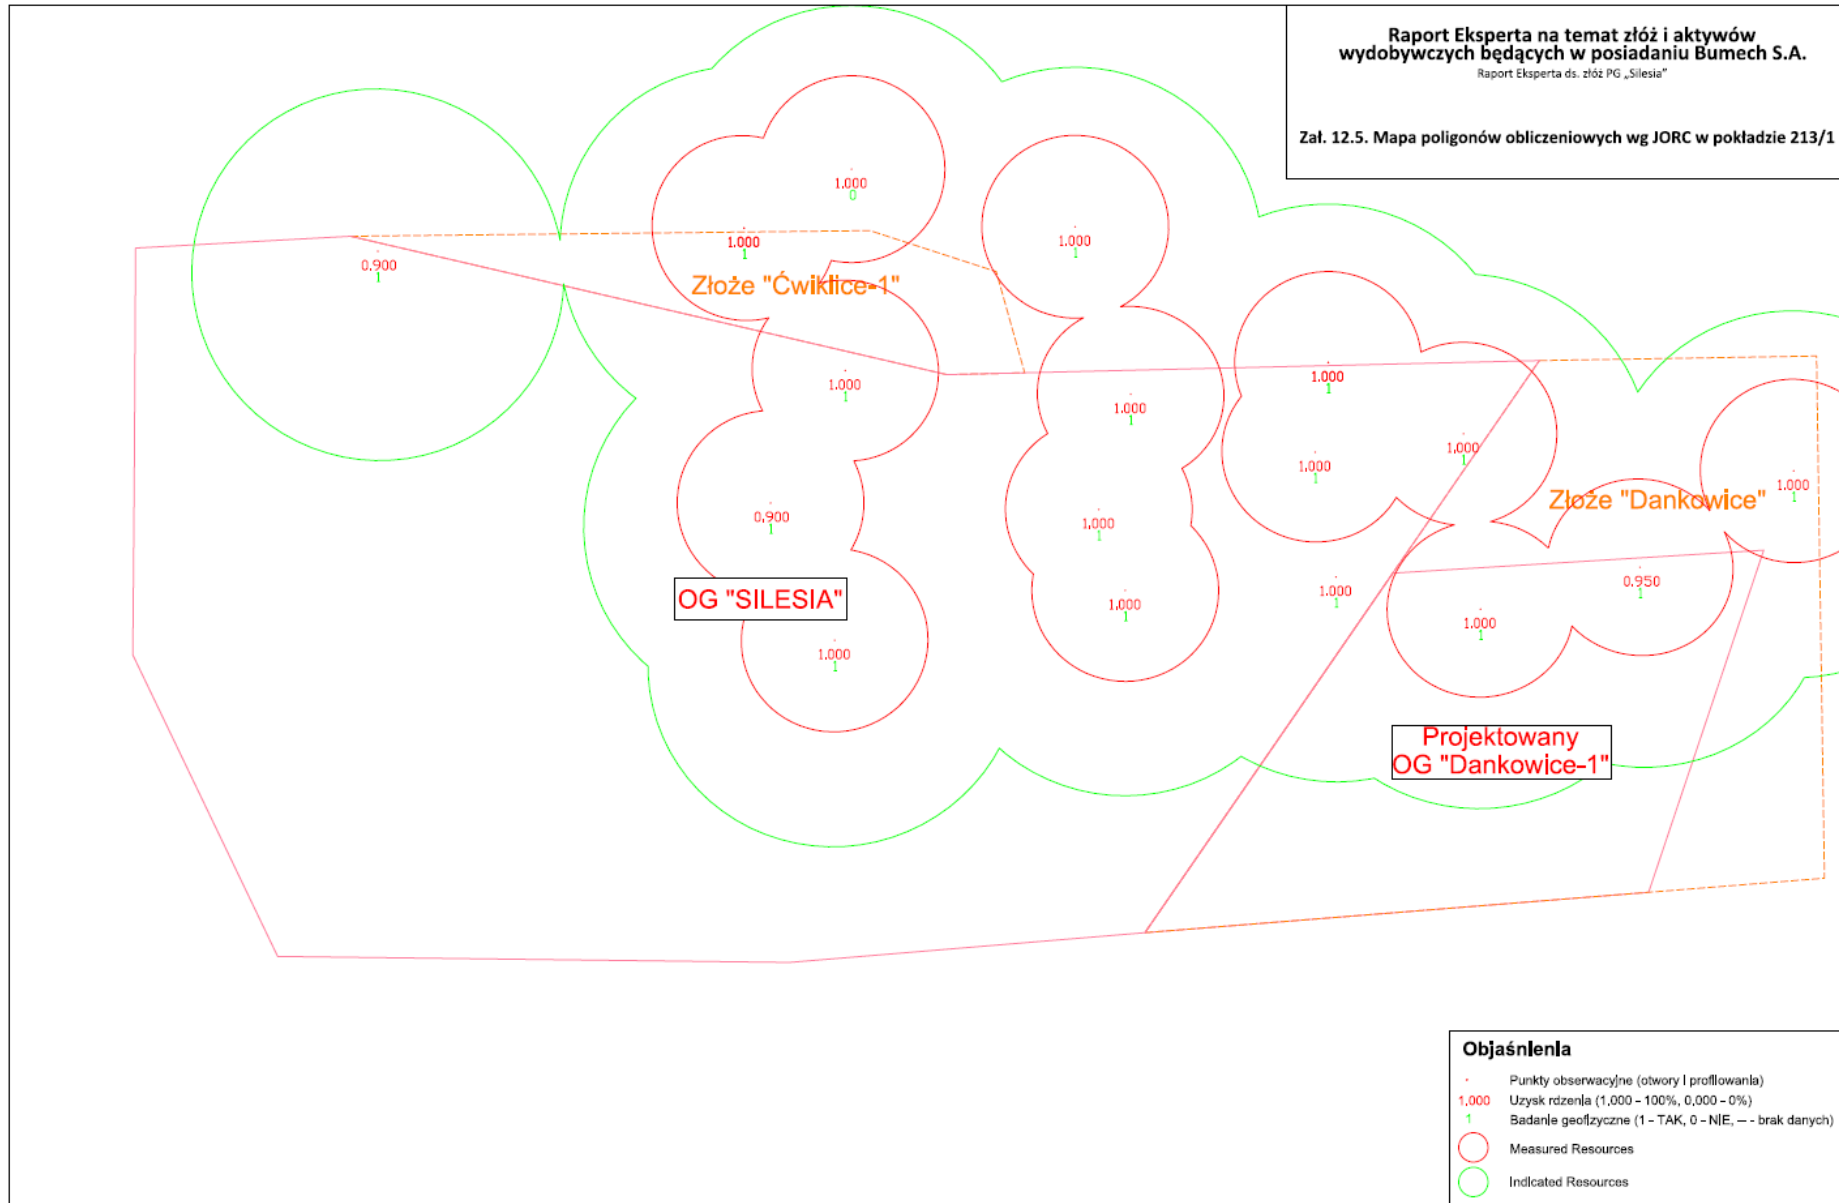 Raport Eksperta na temat złóż i aktywów
wydobywczych będących w posiadaniu Bumech S.A.
Raport Eksperta ds. złóż PG „Silesia"
Zał. 12.5. Mapa poligonów obliczeniowych wg JORC w pokładzie 213/1
1.000
0
1.000
1
1.000
1
0.900
1
Złoże "Ćwiklice-1"
1.000
1
1.000
1
1.000
1
1.000
1
1.000
1
1.000
1
Złoże "Dankowice"
0.900
1
1.000
1
0.950
1
1.000
1
OG "SILESIA"
1.000
1
1.000
1
1.000
1
Projektowany
OG "Dankowice-1"
Objaśnienia
Punkty obserwacyjne (otwory i profilowania)
1,000 Uzysk rdzenia (1,000 - 100%, 0,000 - 0%)
1 Badanie geofizyczne (1 - TAK, 0 - NIE, -- - brak danych)
Measured Resources
Indicated Resources